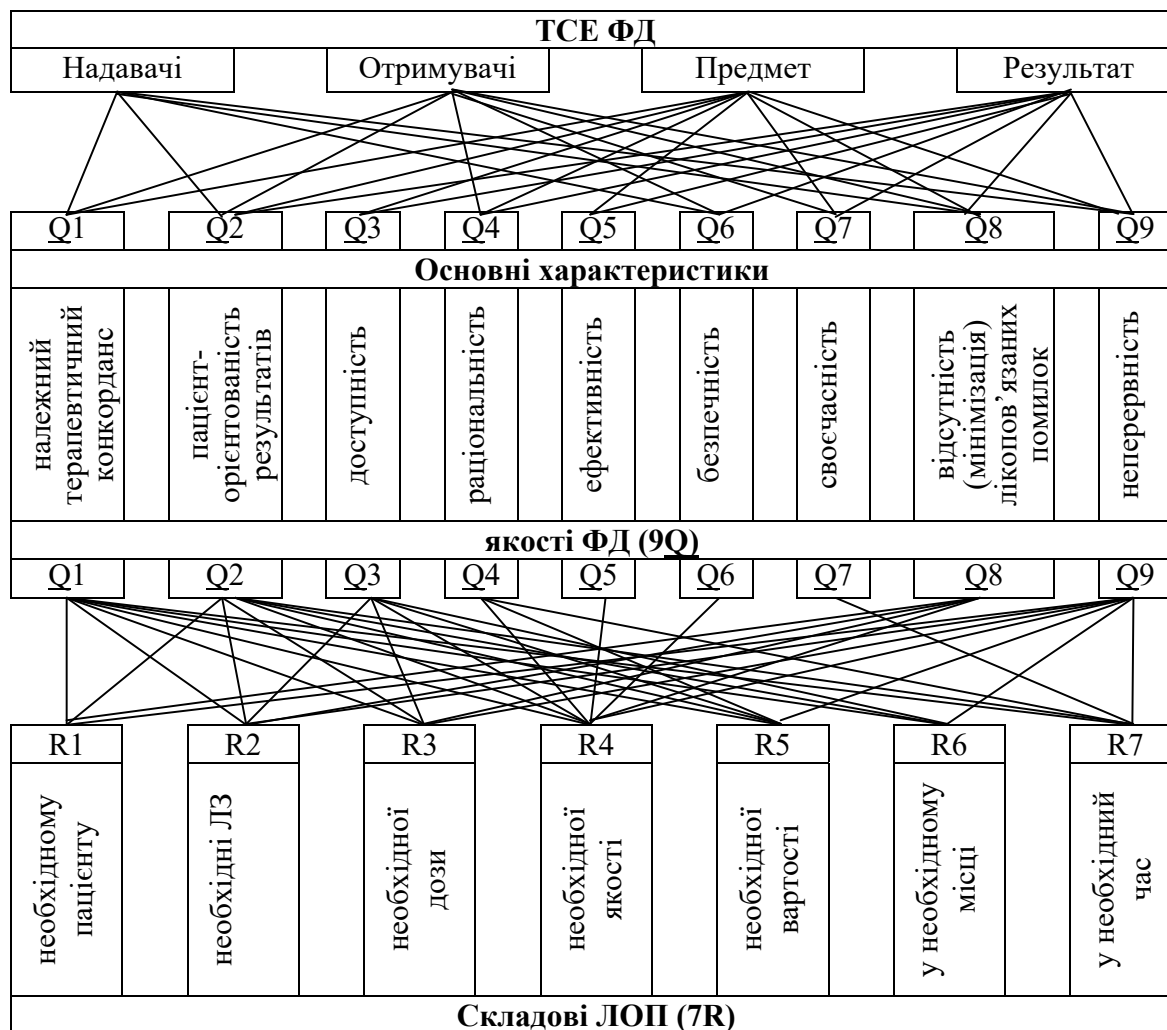 ТСЕ ФД
Надавачі Отримувачі Предмет Результат
Q1 Q2 Q3 Q4 Q5 Q6 Q7 Q8 Q9
Основні характеристики
належний
терапевтичний
конкорданс
пацієнт-
орієнтованість
результатів
доступність
раціональність
ефективність
безпечність
своєчасність
відсутність
(мінімізація)
лікопов’язаних
помилок
неперервність
якості ФД (9Q)
Q1 Q2 Q3 Q4 Q5 Q6 Q7 Q8 Q9
R1 R2 R3 R4 R5 R6 R7
необхідному
пацієнту
необхідні ЛЗ
необхідної
дози
необхідної
якості
необхідної
вартості
у необхідному
місці
у необхідний
час
Складові ЛОП (7R)